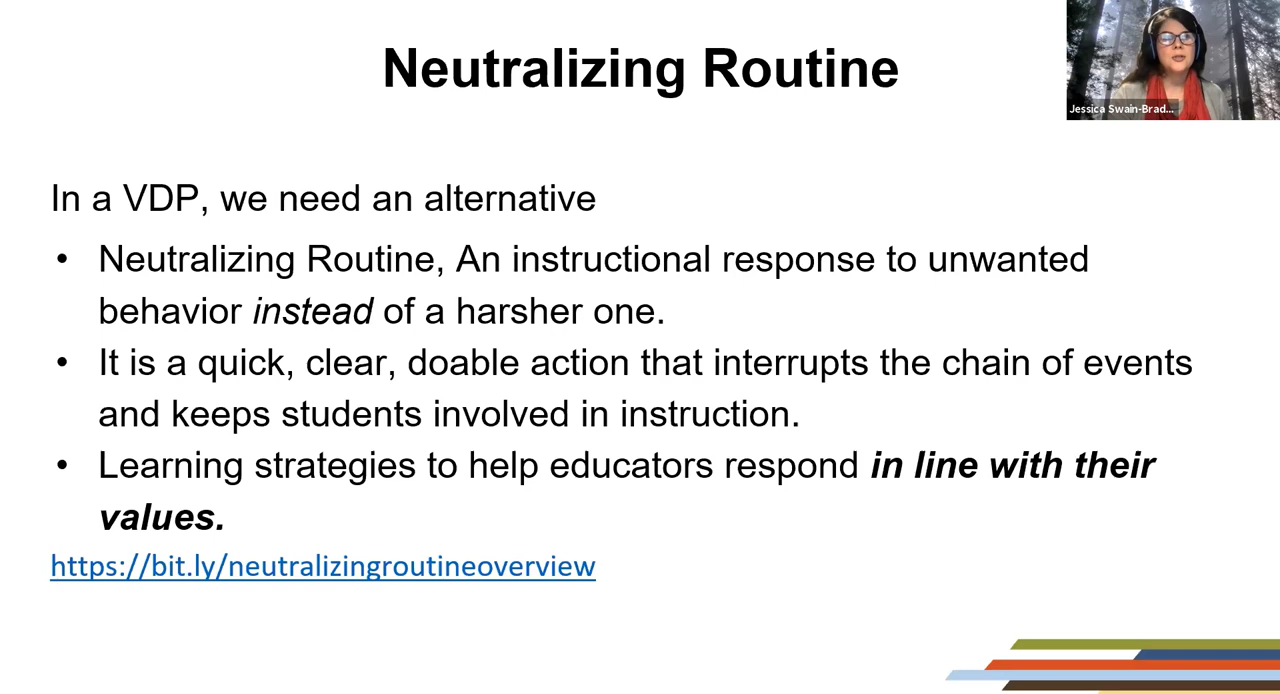 Neutralizing Routine
Jessica Swain-Brad...
In a VDP, we need an alternative
• Neutralizing Routine, An instructional response to unwanted
behavior instead of a harsher one.
• It is a quick, clear, doable action that interrupts the chain of events
and keeps students involved in instruction.
• Learning strategies to help educators respond in line with their
values.
https://bit.ly/neutralizingroutineoverview